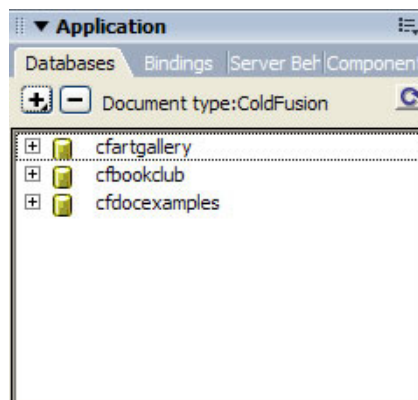 Application
Databases Bindings Server Beh Component
Document type:ColdFusion
cfartgallery
cfbookclub
cfdocexamples